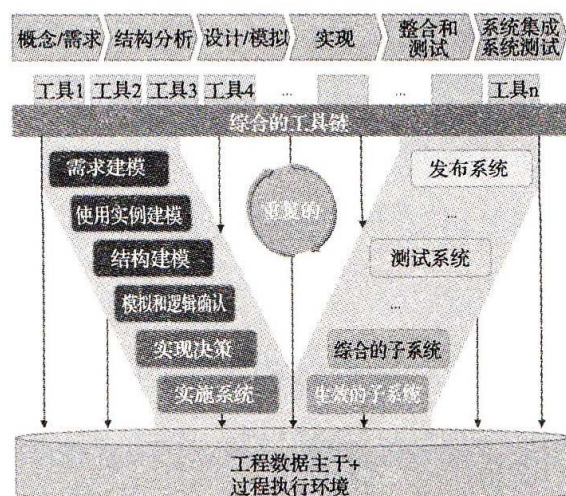 概念/需求
结构分析
设计/模拟
实现
整合和
测试
系统集成
系统测试
工具1
工具2
工具3
工具4
...
...
工具n
综合的工具链
需求建模
使用实例建模
结构建模
模拟和逻辑确认
实现决策
实施系统
重复的
发布系统
...
测试系统
...
综合的子系统
生效的子系统
工程数据主干+
过程执行环境